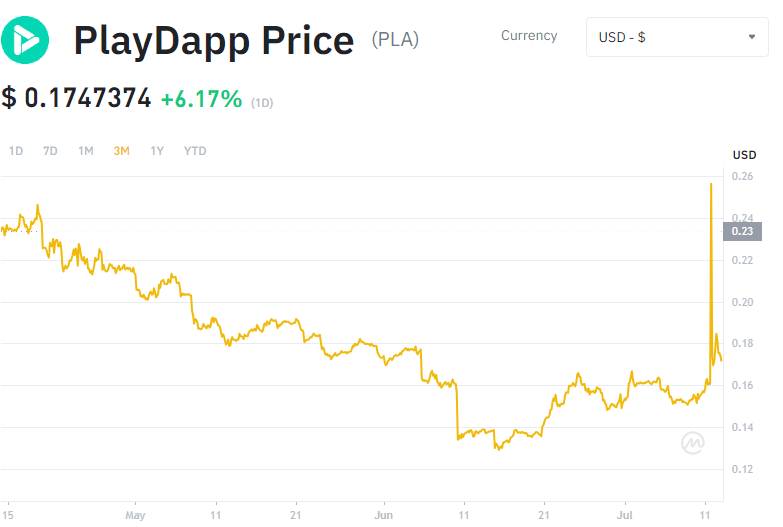 PlayDapp Price (PLA)
Currency
USD - $
$ 0.1747374 +6.17% (1D)
1D 7D 1M 3M 1Y YTD
USD
0.26
0.24
0.23
0.22
0.20
0.18
0.16
0.14
0.12
15 May 11 21 Jun 11 21 Jul 11